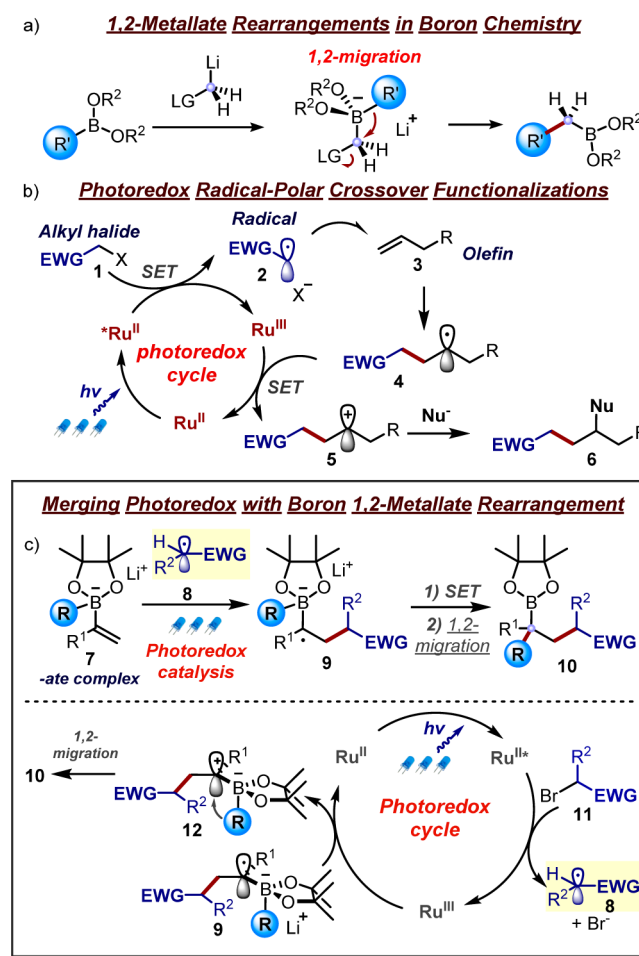 a) 1,2-Metallate Rearrangements in Boron Chemistry
Li
LG H H
OR²
R' B OR²
1,2-migration
R²O R²O B⁻ R'
Li⁺
LG H H
H H
R' B OR²
OR²
b) Photoredox Radical-Polar Crossover Functionalizations
Alkyl halide
EWG X
1
SET
Radical
EWG
2
X⁻
R
3
Olefin
*Ruᴵᴵ
Ruᴵᴵᴵ
photoredox
cycle
hν
Ruᴵᴵ
SET
EWG R
4
EWG + R
5
Nu⁻
Nu
EWG R
6
Merging Photoredox with Boron 1,2-Metallate Rearrangement
c)
O O Li⁺
R B⁻
R¹
7
-ate complex
H
R² EWG
8
Photoredox
catalysis
O O Li⁺
R B⁻ R²
R¹ EWG
9
1) SET
2) 1,2-
migration
O O
B R²
R¹
R EWG
10
1,2-
migration
10
R¹
+
B⁻ O O
EWG R²
12 R
hν
Ruᴵᴵ
Ruᴵᴵ*
Photoredox
cycle
R²
Br EWG
11
R¹
B⁻ O O
EWG R²
9 R Li⁺
Ruᴵᴵᴵ
H
R² EWG
8
+ Br⁻